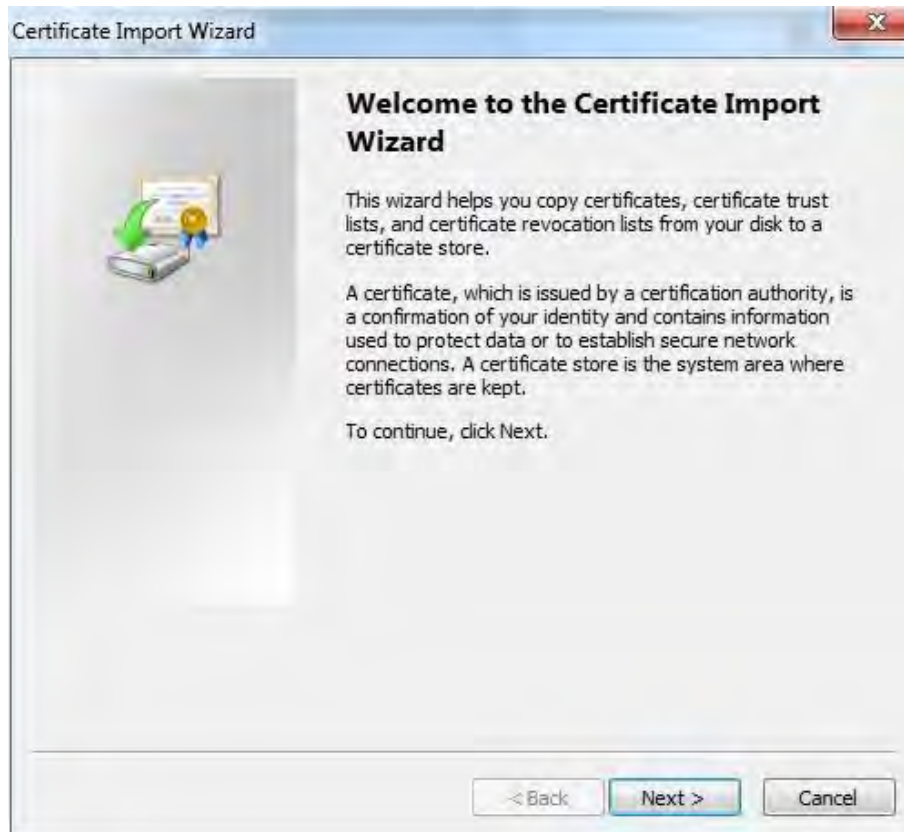 Certificate Import Wizard
Welcome to the Certificate Import
Wizard
This wizard helps you copy certificates, certificate trust
lists, and certificate revocation lists from your disk to a
certificate store.
A certificate, which is issued by a certification authority, is
a confirmation of your identity and contains information
used to protect data or to establish secure network
connections. A certificate store is the system area where
certificates are kept.
To continue, click Next.
< Back Next > Cancel